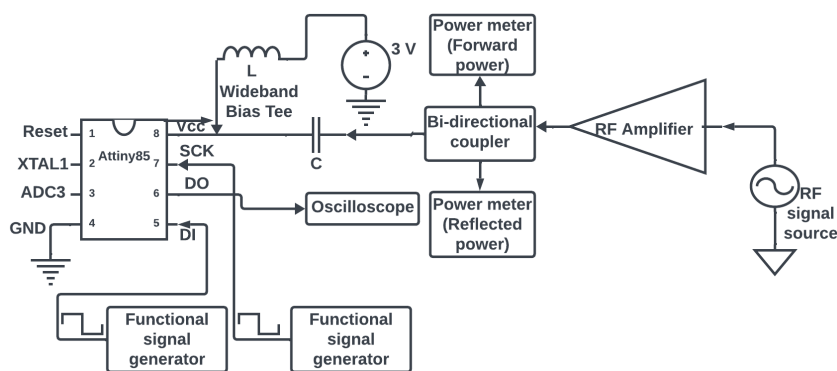 Power meter
(Forward
power)
3 V
L
Wideband
Bias Tee
Vcc
Reset
1
8
Bi-directional
coupler
RF Amplifier
Attiny85
SCK
C
XTAL1
2
7
DO
ADC3
3
6
Oscilloscope
Power meter
(Reflected
power)
RF
signal
source
GND
4
5
DI
Functional
signal
generator
Functional
signal
generator